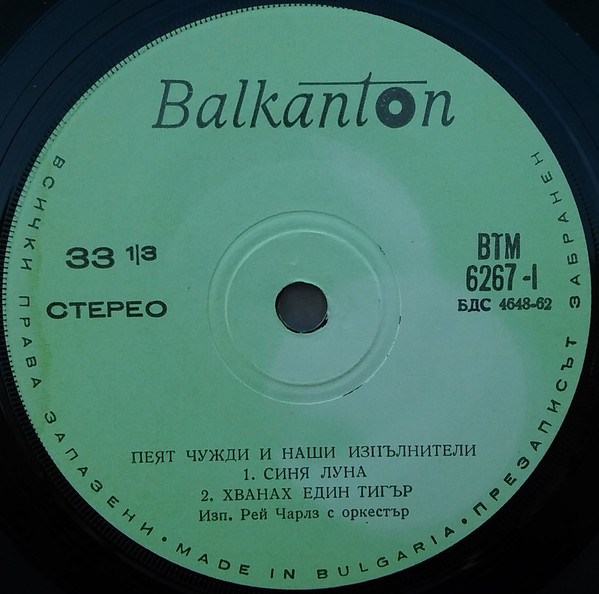 Balkanton
33 1/3
СТЕРЕО
ВТМ
6267-I
БДС 4648-62
ПЕЯТ ЧУЖДИ И НАШИ ИЗПЪЛНИТЕЛИ
1. СИНЯ ЛУНА
2. ХВАНАХ ЕДИН ТИГЪР
Изп. Рей Чарлз с оркестър
ВСИЧКИ ПРАВА ЗАПАЗЕНИ • MADE IN BULGARIA • ПРЕЗАПИСЪТ ЗАБРАНЕН